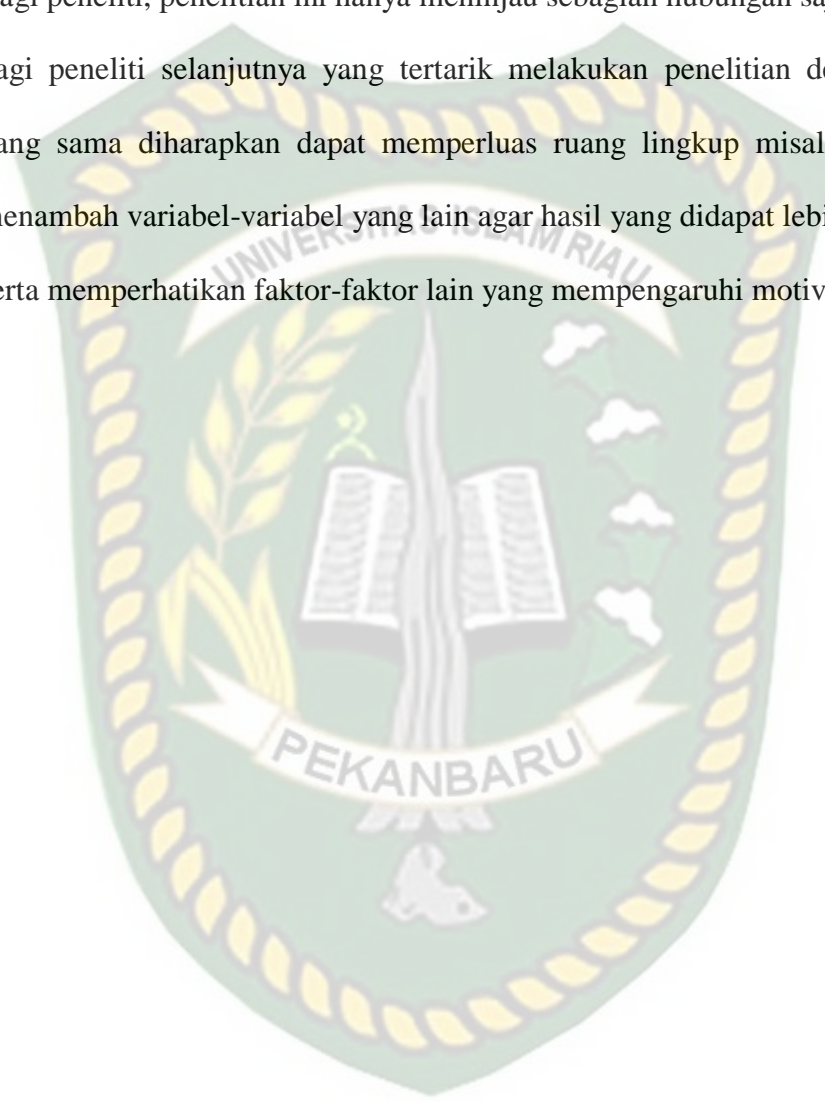 agi peneliti, penelitian ini hanya meninjau sebagian hubungan sa
agi peneliti selanjutnya yang tertarik melakukan penelitian de
ang sama diharapkan dapat memperluas ruang lingkup misal
nenambah variabel-variabel yang lain agar hasil yang didapat lebi
erta memperhatikan faktor-faktor lain yang mempengaruhi motiv
UNIVERSITAS ISLAM RIAU
PEKANBARU